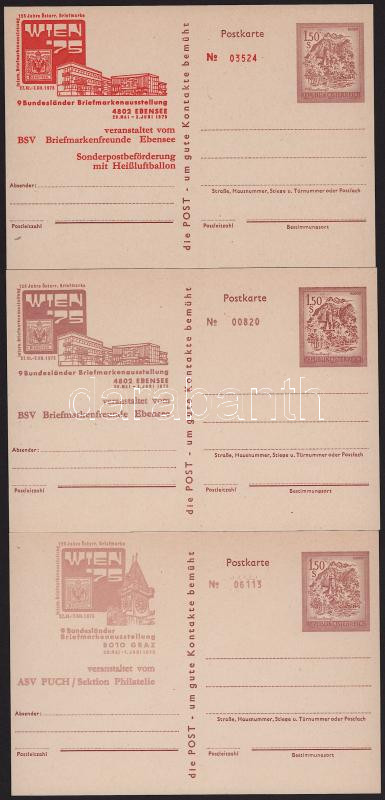 125 Jahre Österr. Briefmarke
WIEN
'75
9 Bundesländer Briefmarkenausstellung
4802 EBENSEE
29.MAI - 2.JUNI 1975
veranstaltet vom
BSV Briefmarkenfreunde Ebensee
Sonderpostbeförderung
mit Heißluftballon
Absender:
Postleitzahl
die POST - um gute Kontakte bemüht
Postkarte
№ 03524
1.50
S
REPUBLIK ÖSTERREICH
Straße, Hausnummer, Stiege u. Türnummer oder Postfach
Postleitzahl
Bestimmungsort
125 Jahre Österr. Briefmarke
WIEN
'75
9 Bundesländer Briefmarkenausstellung
4802 EBENSEE
veranstaltet vom
BSV Briefmarkenfreunde Ebensee
Absender:
Postleitzahl
die POST - um gute Kontakte bemüht
Postkarte
№ 00820
1.50
S
REPUBLIK ÖSTERREICH
Straße, Hausnummer, Stiege u. Türnummer oder Postfach
Postleitzahl
Bestimmungsort
darabanth
125 Jahre Österr. Briefmarke
WIEN
'75
9 Bundesländer
Briefmarkenausstellung
8010 GRAZ
veranstaltet vom
ASV PUCH / Sektion Philatelie
Absender:
Postleitzahl
die POST - um gute Kontakte bemüht
Postkarte
№ 06113
1.50
S
REPUBLIK ÖSTERREICH
Straße, Hausnummer, Stiege u. Türnummer oder Postfach
Postleitzahl
Bestimmungsort